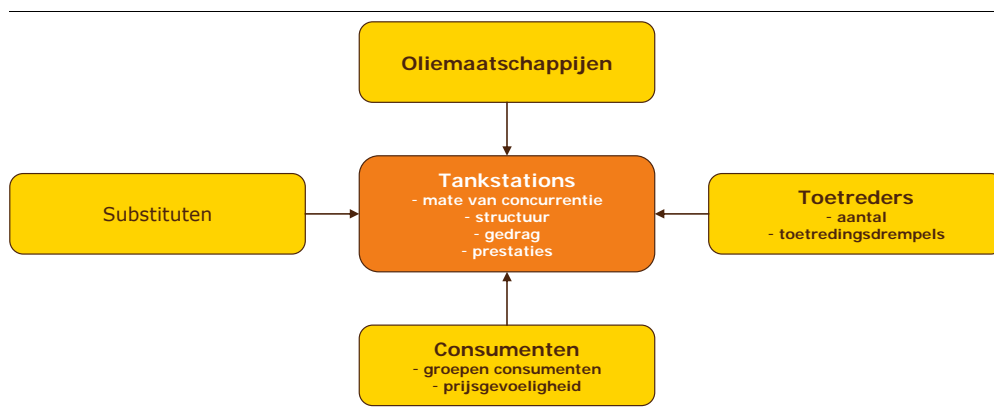 Oliemaatschappijen
Substituten
Tankstations
- mate van concurrentie
- structuur
- gedrag
- prestaties
Toetreders
- aantal
- toetredingsdrempels
Consumenten
- groepen consumenten
- prijsgevoeligheid